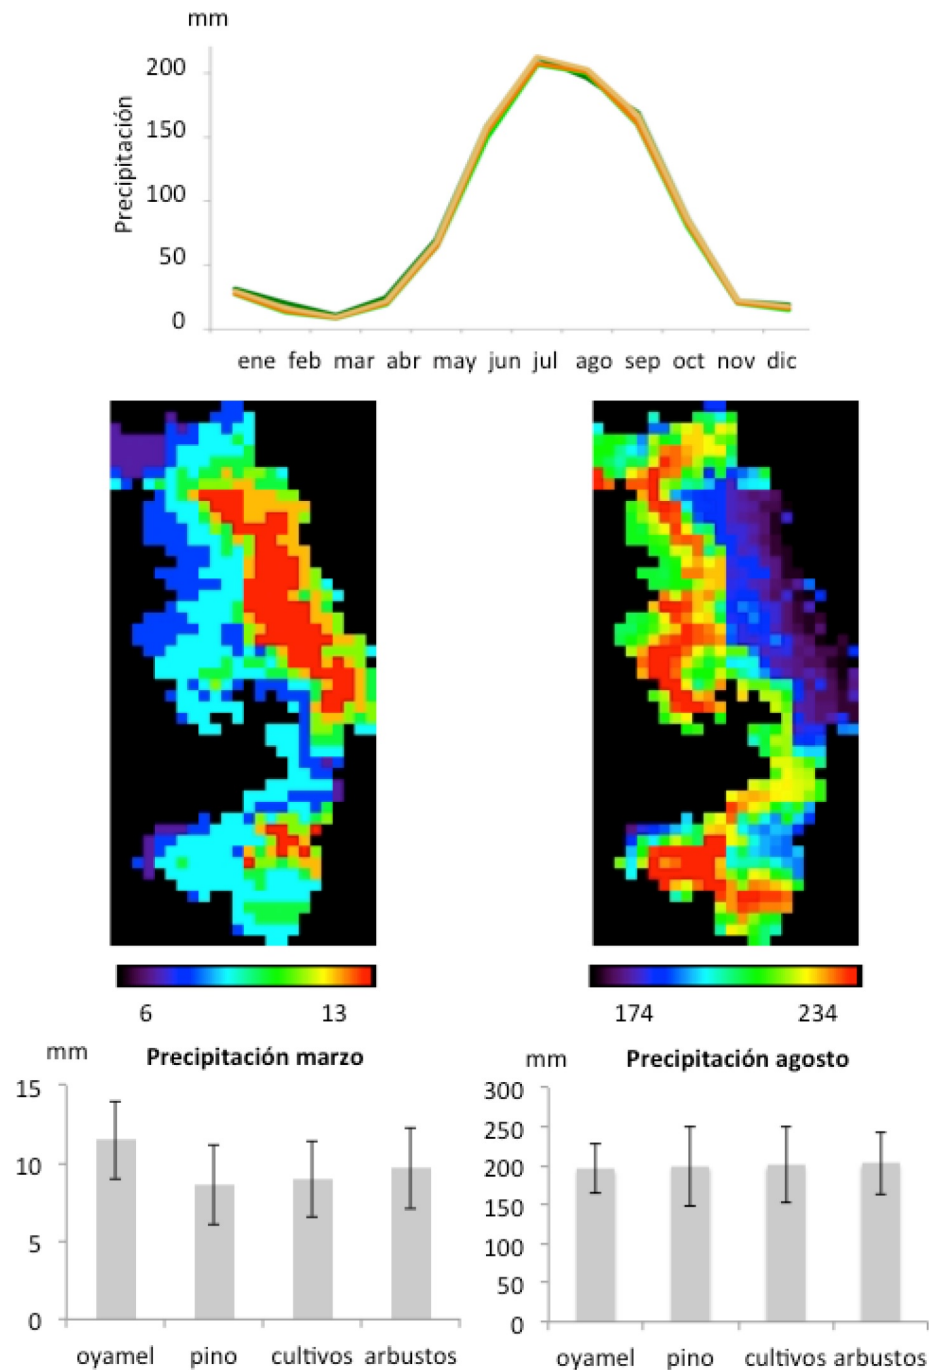 mm
200
150
100
50
0
Precipitación
ene feb mar abr may jun jul ago sep oct nov dic
6 13
174 234
mm Precipitación marzo
15
10
5
0
oyamel pino cultivos arbustos
mm Precipitación agosto
300
250
200
150
100
50
0
oyamel pino cultivos arbustos